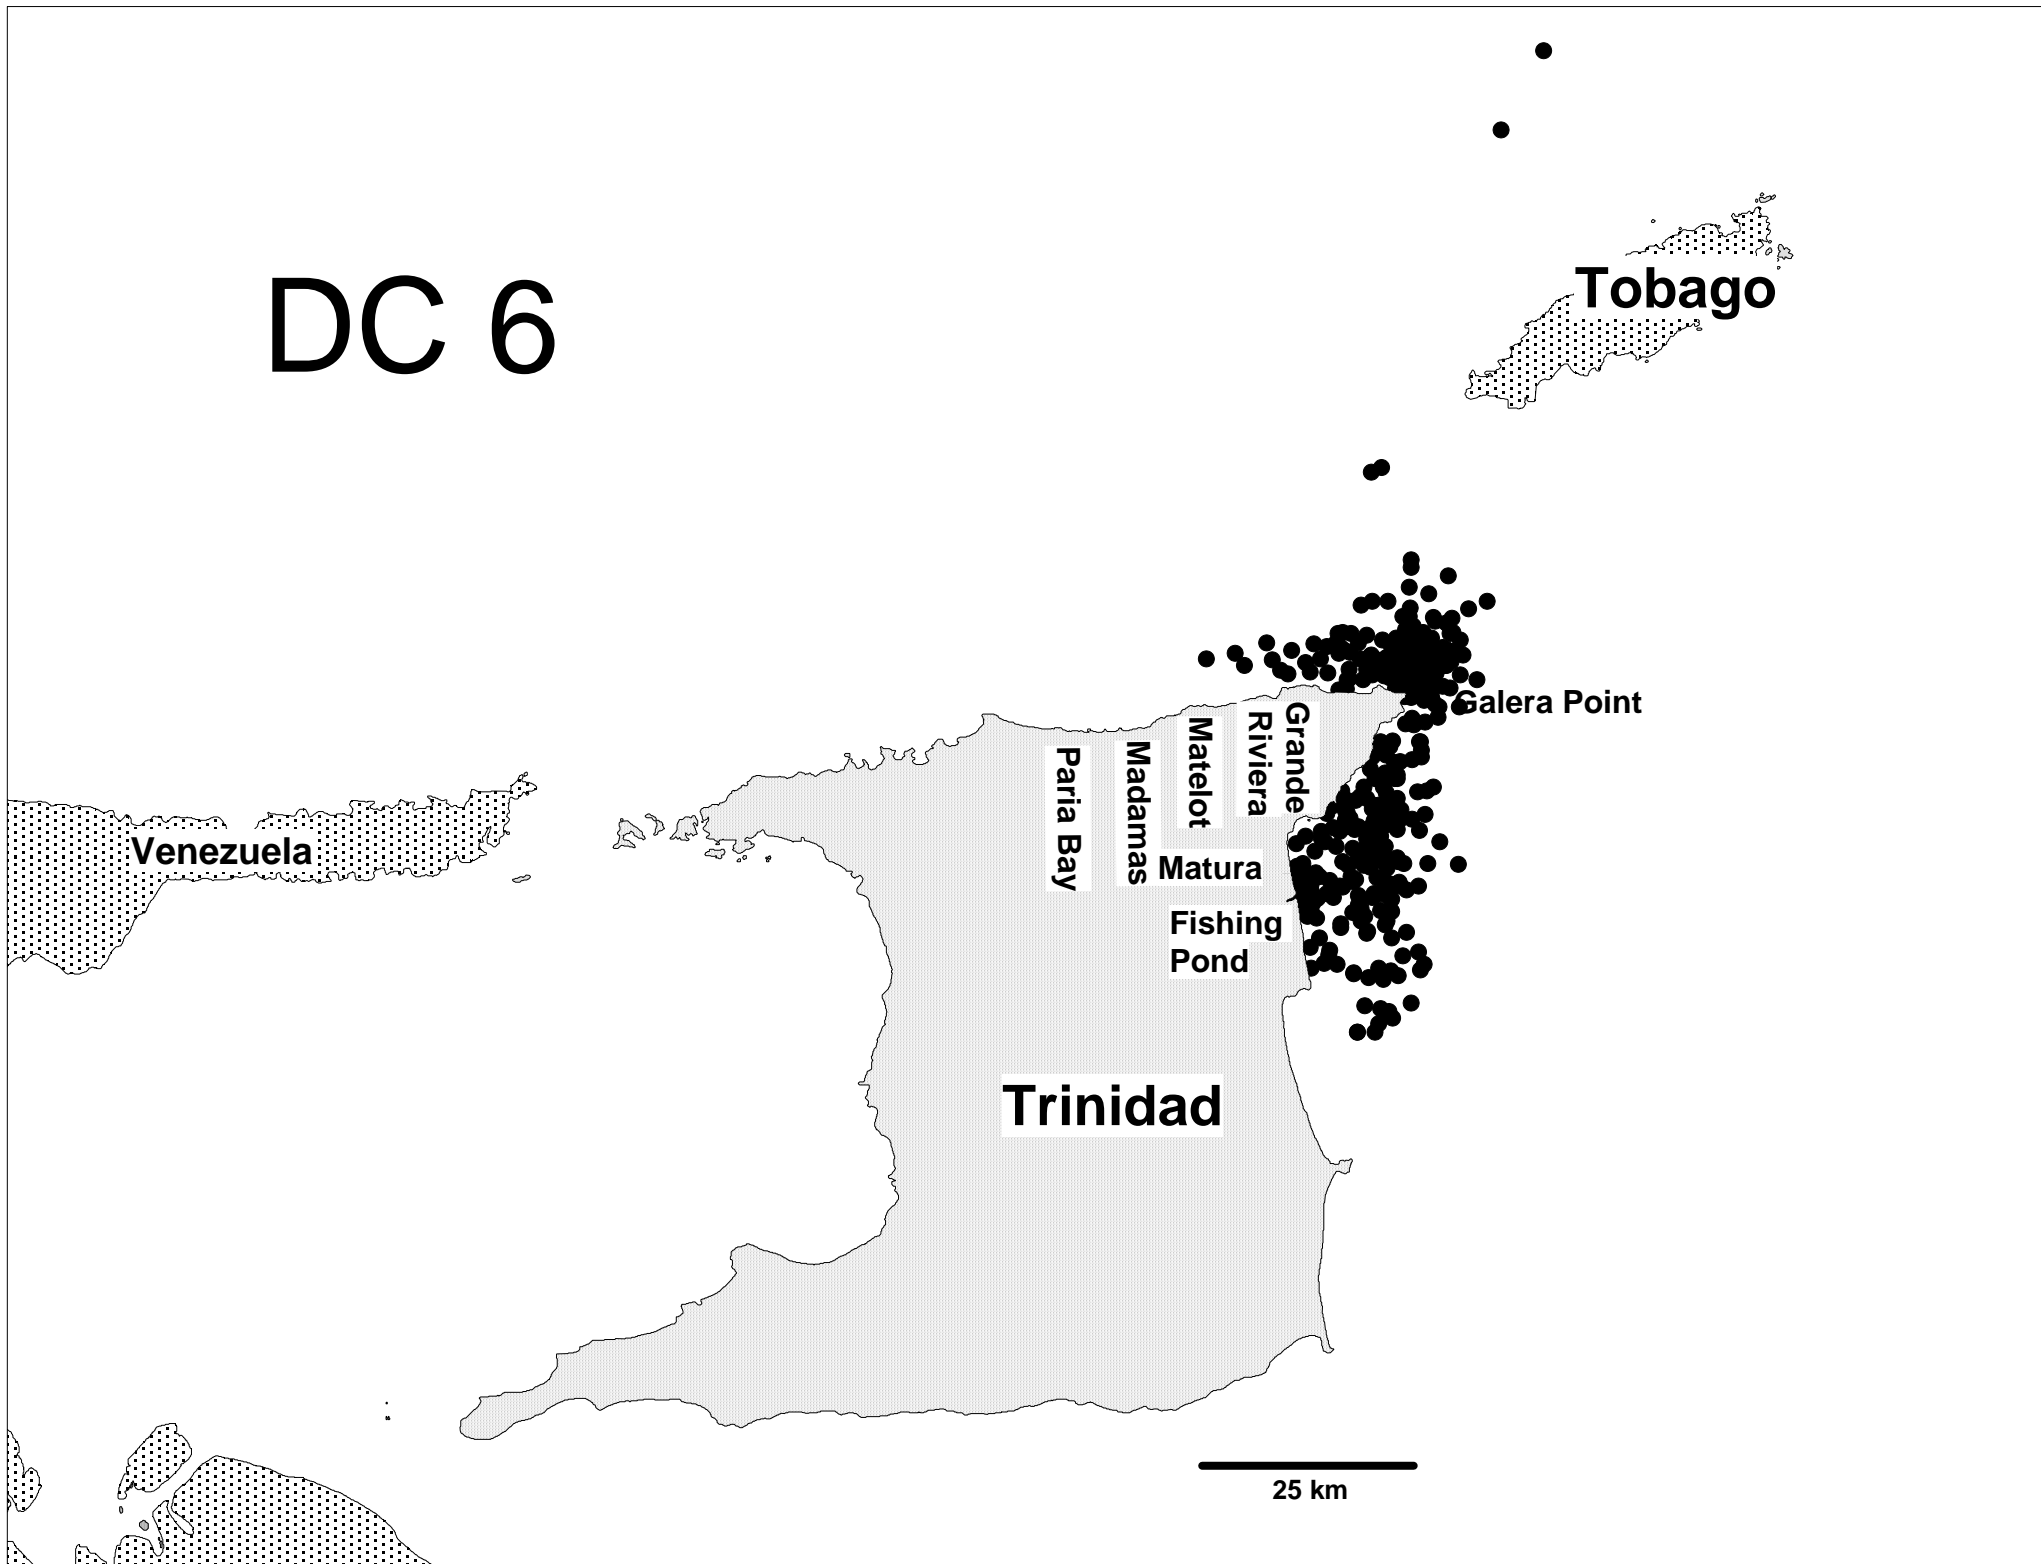 DC 6
Tobago
Galera Point
Grande
Riviera
Matelot
Madamas
Paria Bay
Venezuela
Matura
Fishing
Pond
Trinidad
25 km